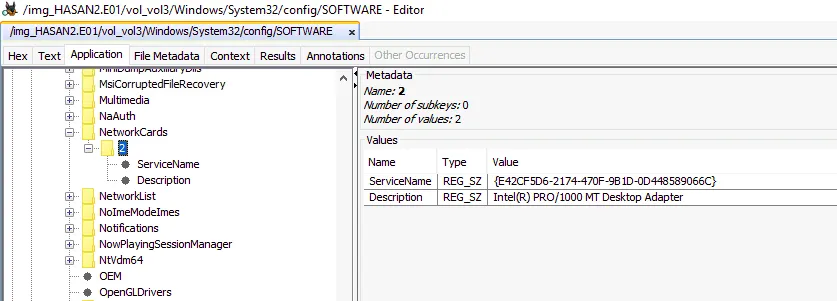 /img_HASAN2.E01/vol_vol3/Windows/System32/config/SOFTWARE - Editor
/img_HASAN2.E01/vol_vol3/Windows/System32/config/SOFTWARE x
Hex Text Application File Metadata Context Results Annotations Other Occurrences
MiniDumpAuxiliaryDlls
MsiCorruptedFileRecovery
Multimedia
NaAuth
NetworkCards
2
ServiceName
Description
NetworkList
NoImeModeImes
Notifications
NowPlayingSessionManager
NtVdm64
OEM
OpenGLDrivers
Metadata
Name: 2
Number of subkeys: 0
Number of values: 2
Values
Name Type Value
ServiceName REG_SZ {E42CF5D6-2174-470F-9B1D-0D448589066C}
Description REG_SZ Intel(R) PRO/1000 MT Desktop Adapter